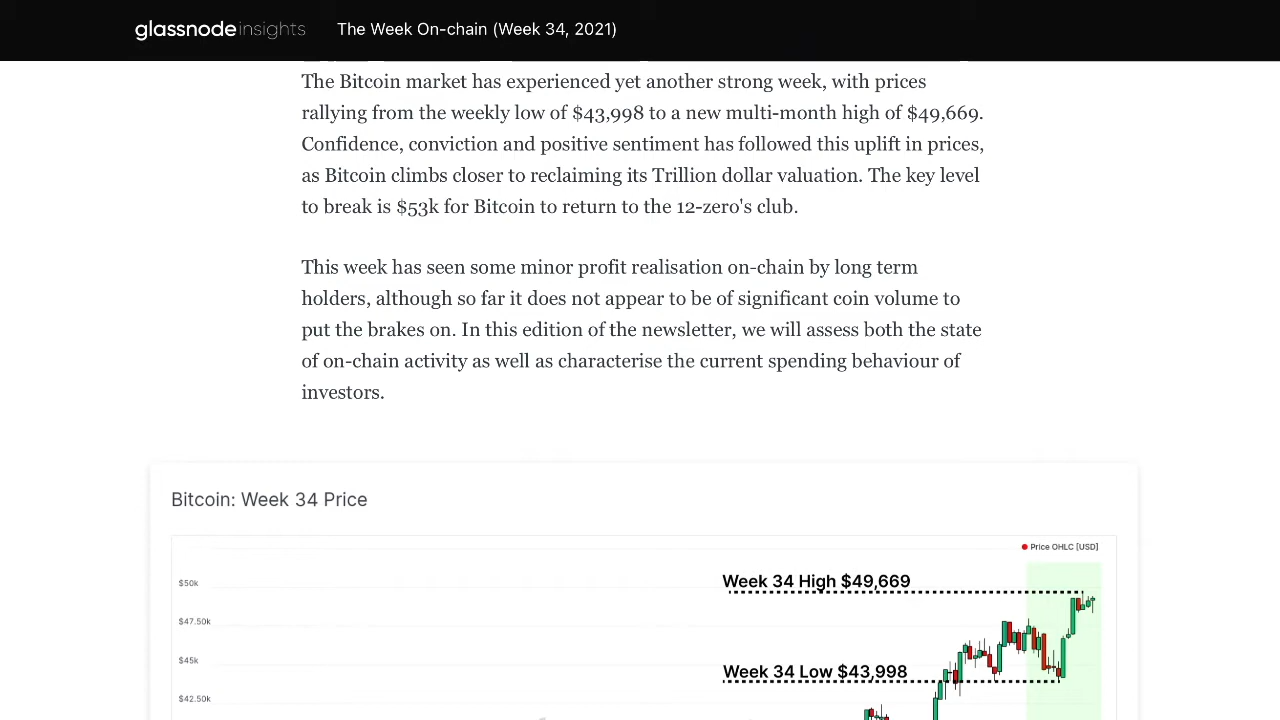 glassnode insights The Week On-chain (Week 34, 2021)
The Bitcoin market has experienced yet another strong week, with prices
rallying from the weekly low of $43,998 to a new multi-month high of $49,669.
Confidence, conviction and positive sentiment has followed this uplift in prices,
as Bitcoin climbs closer to reclaiming its Trillion dollar valuation. The key level
to break is $53k for Bitcoin to return to the 12-zero's club.
This week has seen some minor profit realisation on-chain by long term
holders, although so far it does not appear to be of significant coin volume to
put the brakes on. In this edition of the newsletter, we will assess both the state
of on-chain activity as well as characterise the current spending behaviour of
investors.
Bitcoin: Week 34 Price
Price OHLC [USD]
$50k
Week 34 High $49,669
$47.50k
$45k
Week 34 Low $43,998
$42.50k